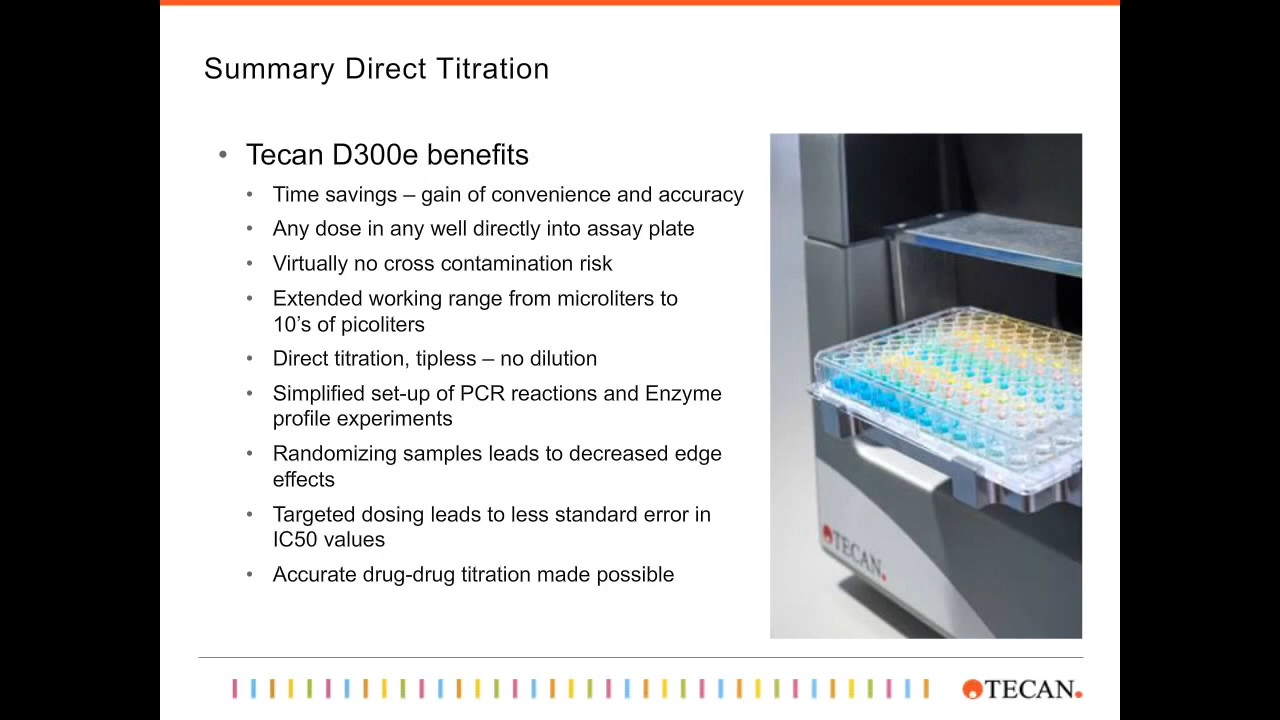 Summary Direct Titration
• Tecan D300e benefits
• Time savings – gain of convenience and accuracy
• Any dose in any well directly into assay plate
• Virtually no cross contamination risk
• Extended working range from microliters to
10’s of picoliters
• Direct titration, tipless – no dilution
• Simplified set-up of PCR reactions and Enzyme
profile experiments
• Randomizing samples leads to decreased edge
effects
• Targeted dosing leads to less standard error in
IC50 values
• Accurate drug-drug titration made possible
TECAN.
TECAN.